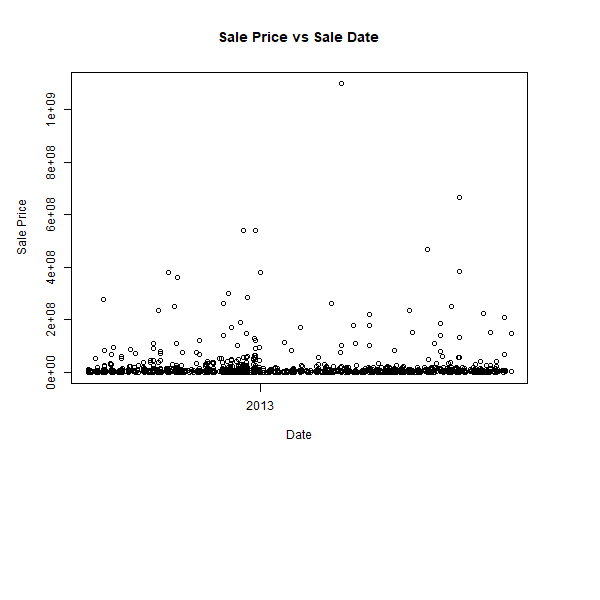 Sale Price vs Sale Date
1e+09
8e+08
6e+08
4e+08
2e+08
0e+00
Sale Price
2013
Date